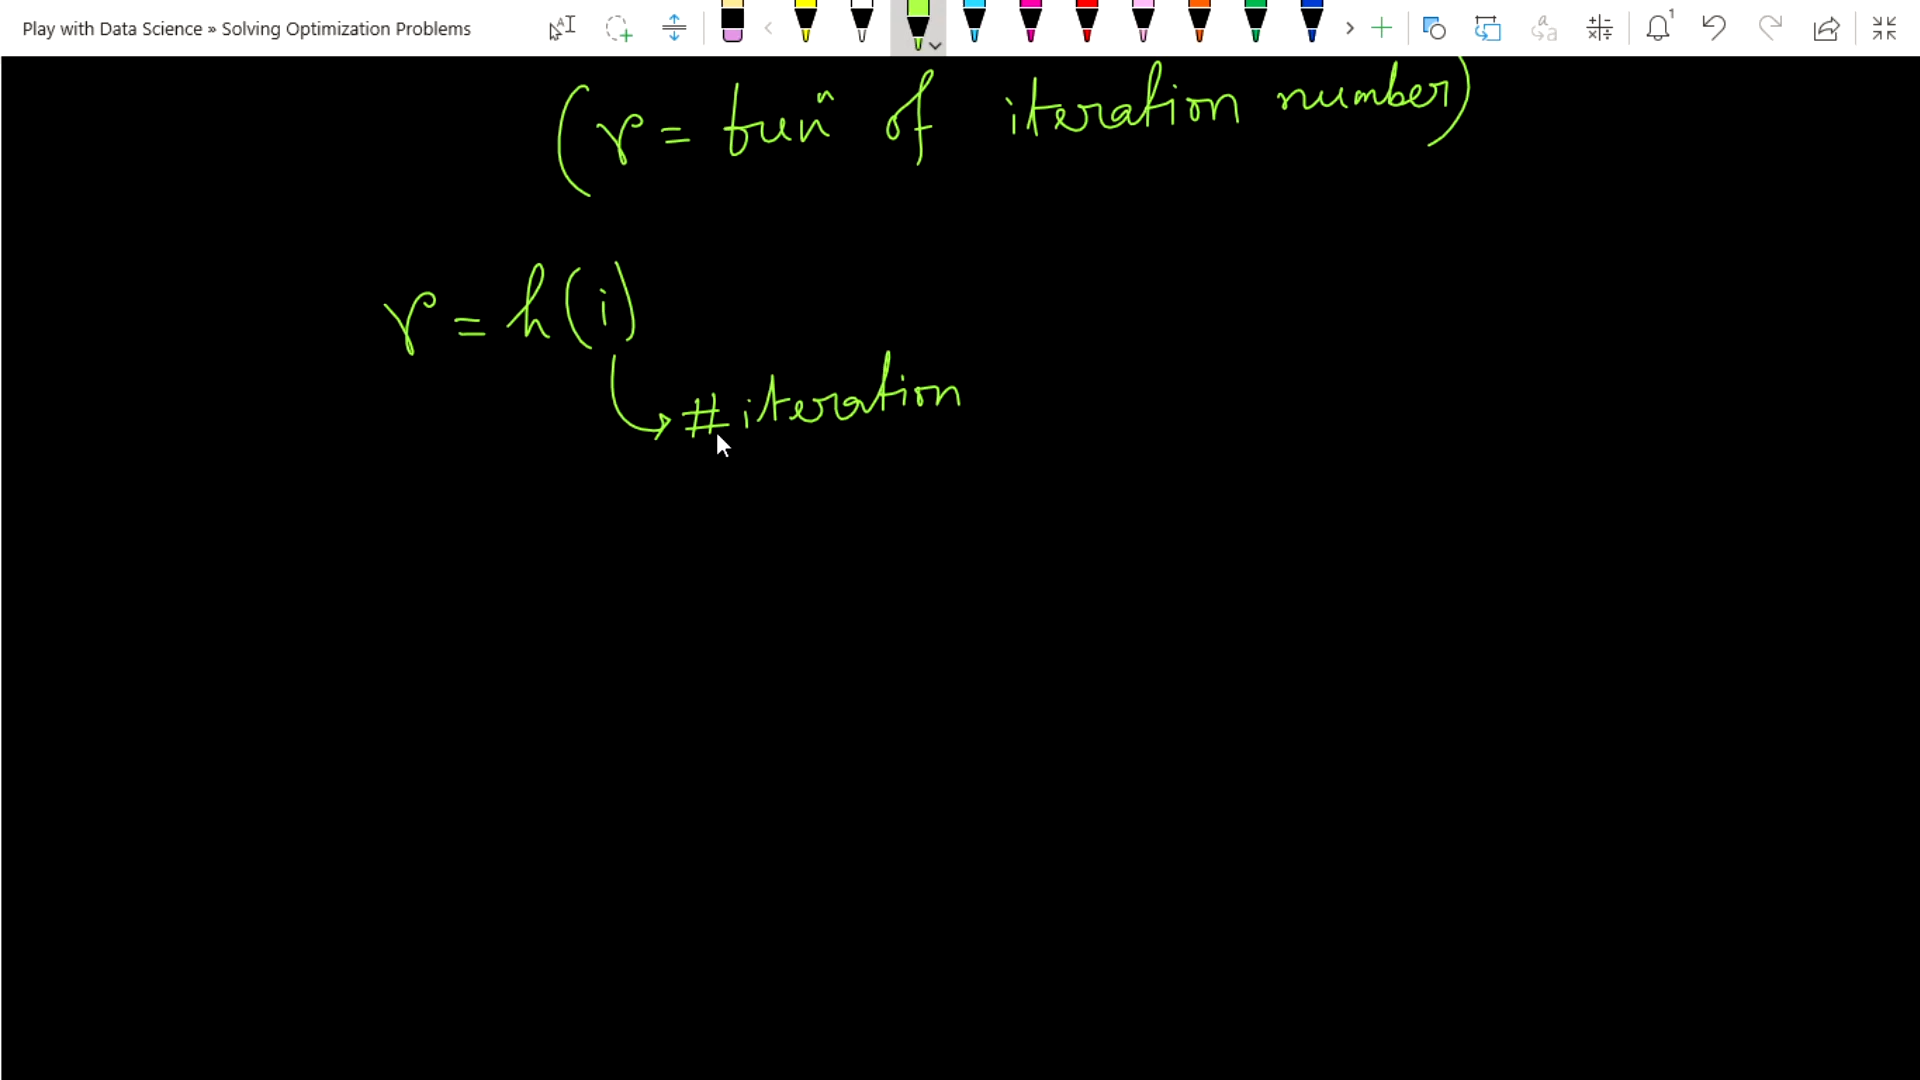 Play with Data Science » Solving Optimization Problems
(r = funⁿ of iteration number)
r = h(i)
# iteration